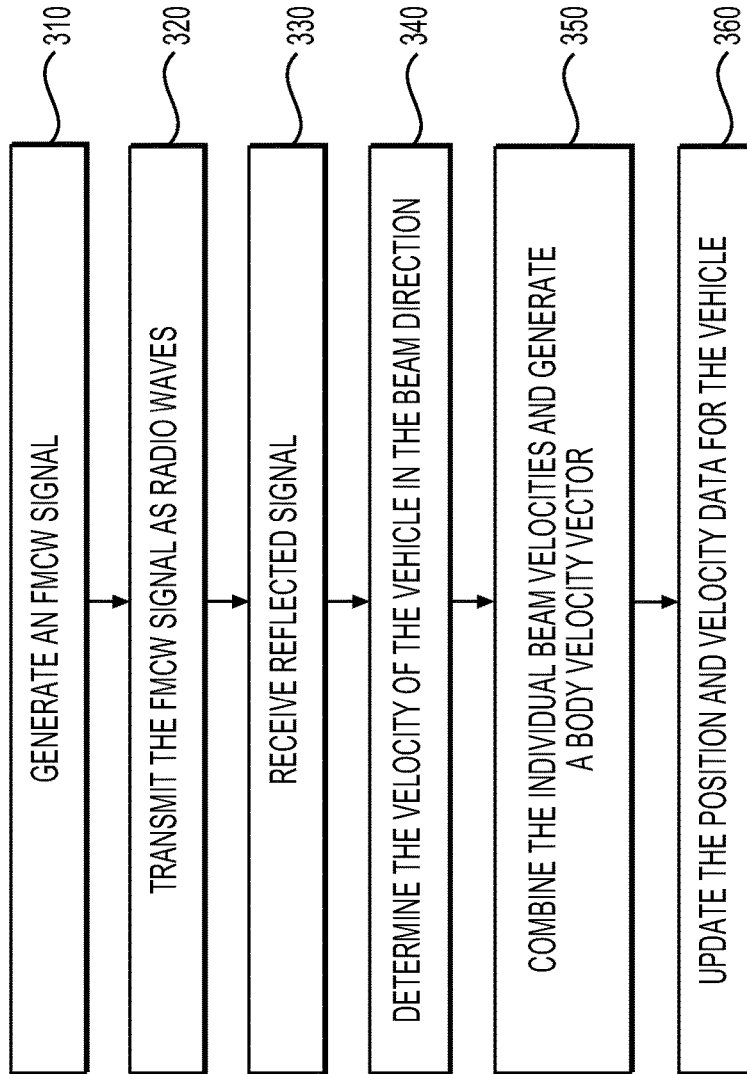 GENERATE AN FMCW SIGNAL
310
TRANSMIT THE FMCW SIGNAL AS RADIO WAVES
320
RECEIVE REFLECTED SIGNAL
330
DETERMINE THE VELOCITY OF THE VEHICLE IN THE BEAM DIRECTION
340
COMBINE THE INDIVIDUAL BEAM VELOCITIES AND GENERATE
A BODY VELOCITY VECTOR
350
UPDATE THE POSITION AND VELOCITY DATA FOR THE VEHICLE
360